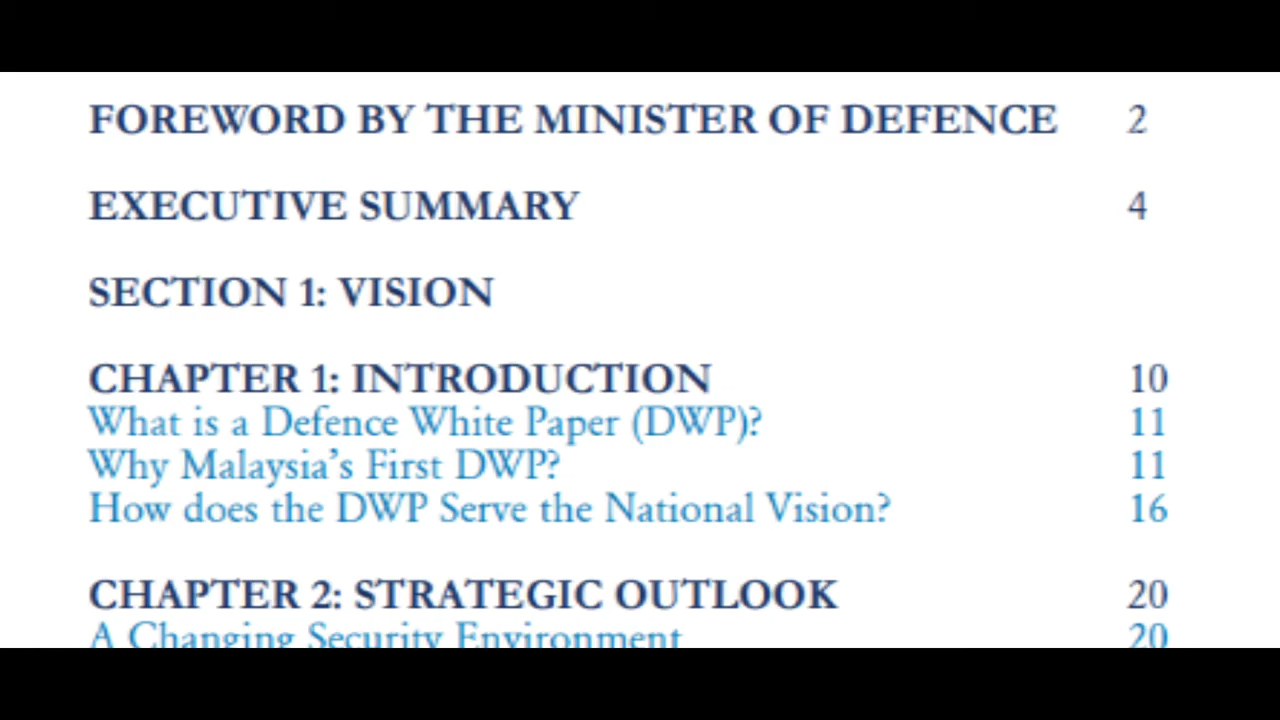 FOREWORD BY THE MINISTER OF DEFENCE 2
EXECUTIVE SUMMARY 4
SECTION 1: VISION
CHAPTER 1: INTRODUCTION 10
What is a Defence White Paper (DWP)? 11
Why Malaysia’s First DWP? 11
How does the DWP Serve the National Vision? 16
CHAPTER 2: STRATEGIC OUTLOOK 20
A Changing Security Environment 20